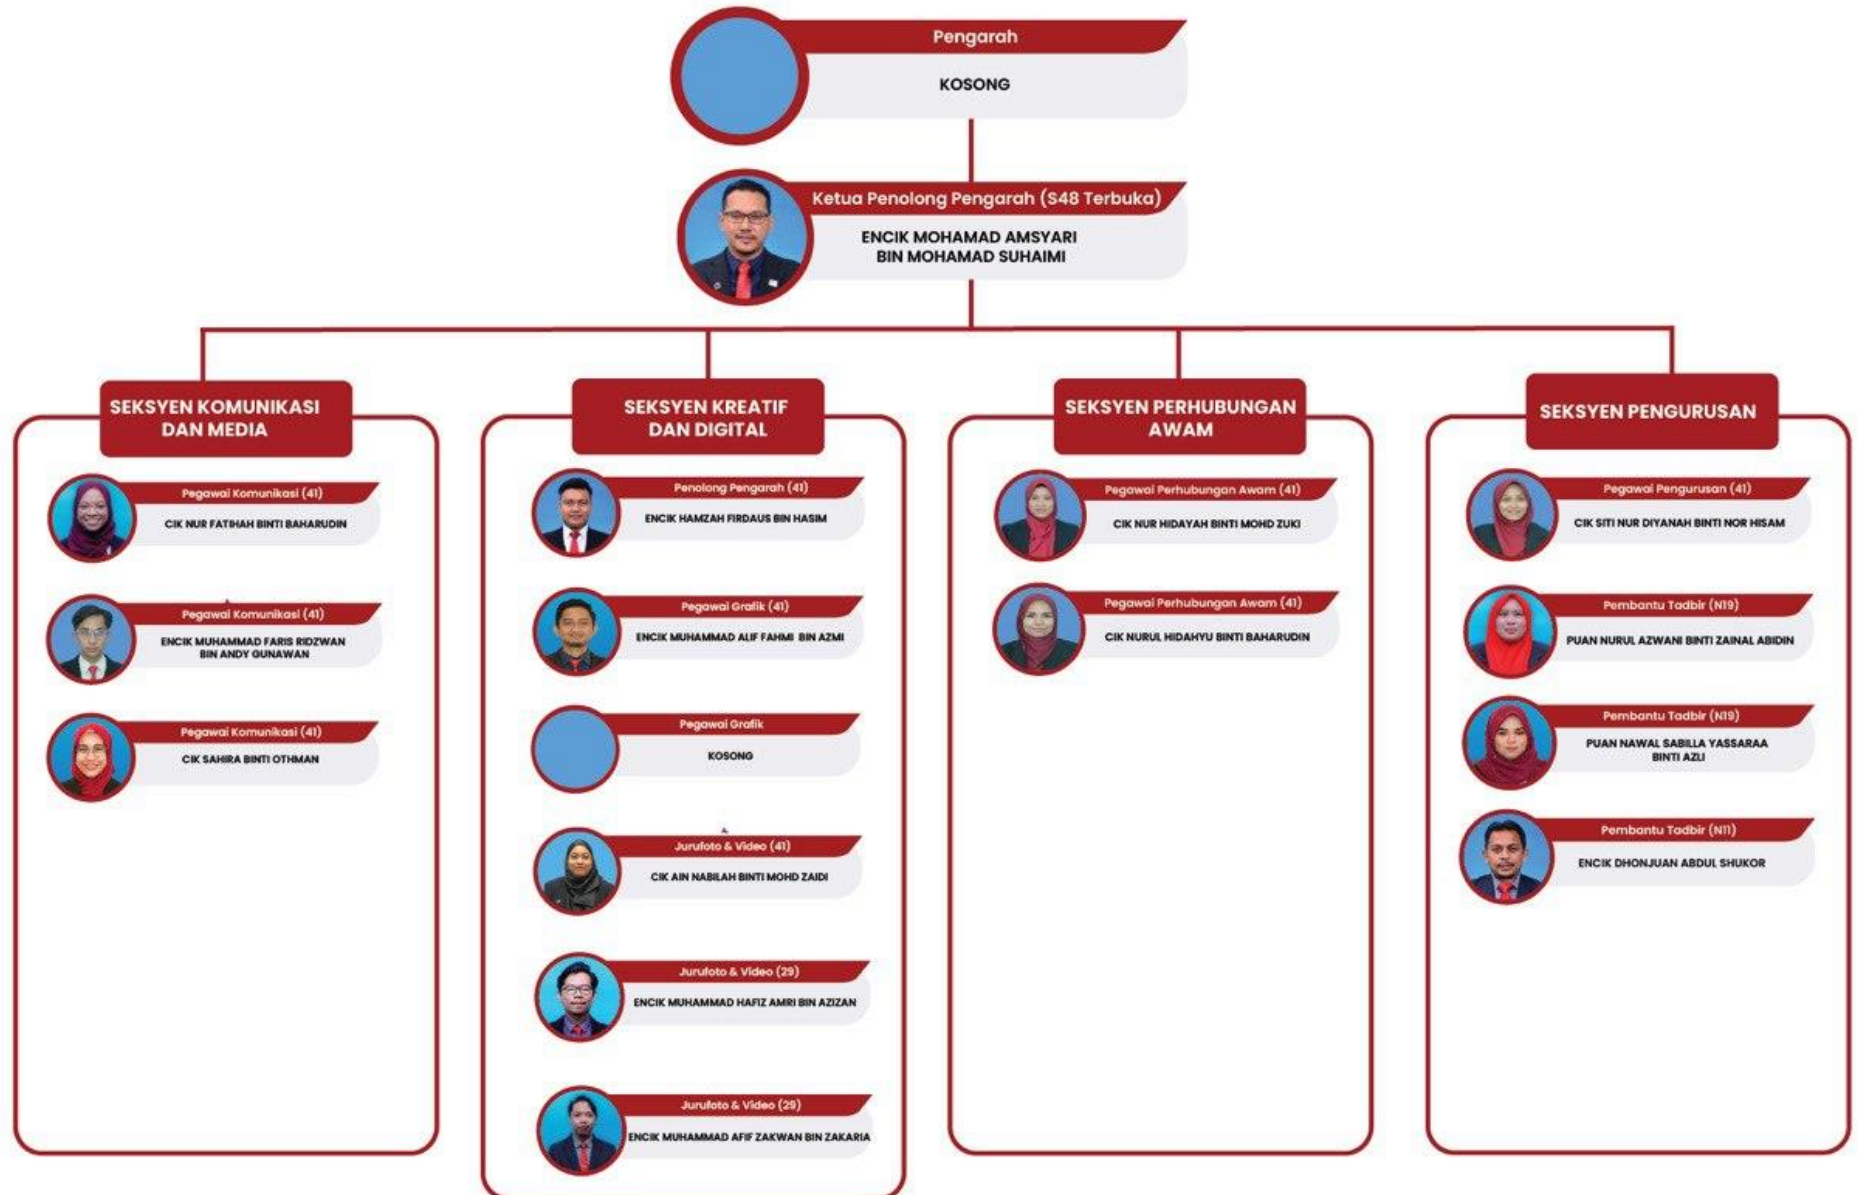 Pengarah
KOSONG
Ketua Penolong Pengarah (S48 Terbuka)
ENCIK MOHAMAD AMSYARI
BIN MOHAMAD SUHAIMI
SEKSYEN KOMUNIKASI
DAN MEDIA
Pegawai Komunikasi (41)
CIK NUR FATIHAH BINTI BAHARUDIN
Pegawai Komunikasi (41)
ENCIK MUHAMMAD FARIS RIDZWAN
BIN ANDY GUNAWAN
Pegawai Komunikasi (41)
CIK SAHIRA BINTI OTHMAN
SEKSYEN KREATIF
DAN DIGITAL
Penolong Pengarah (41)
ENCIK HAMZAH FIRDAUS BIN HASIM
Pegawai Grafik (41)
ENCIK MUHAMMAD ALIF FAHMI BIN AZMI
Pegawai Grafik
KOSONG
Jurufoto & Video (41)
CIK AIN NABILAH BINTI MOHD ZAIDI
Jurufoto & Video (29)
ENCIK MUHAMMAD HAFIZ AMRI BIN AZIZAN
Jurufoto & Video (29)
ENCIK MUHAMMAD AFIF ZAKWAN BIN ZAKARIA
SEKSYEN PERHUBUNGAN
AWAM
Pegawai Perhubungan Awam (41)
CIK NUR HIDAYAH BINTI MOHD ZUKI
Pegawai Perhubungan Awam (41)
CIK NURUL HIDAHYU BINTI BAHARUDIN
SEKSYEN PENGURUSAN
Pegawai Pengurusan (41)
CIK SITI NUR DIYANAH BINTI NOR HISAM
Pembantu Tadbir (N19)
PUAN NURUL AZWANI BINTI ZAINAL ABIDIN
Pembantu Tadbir (N19)
PUAN NAWAL SABILLA YASSARAA
BINTI AZLI
Pembantu Tadbir (N11)
ENCIK DHONJUAN ABDUL SHUKOR